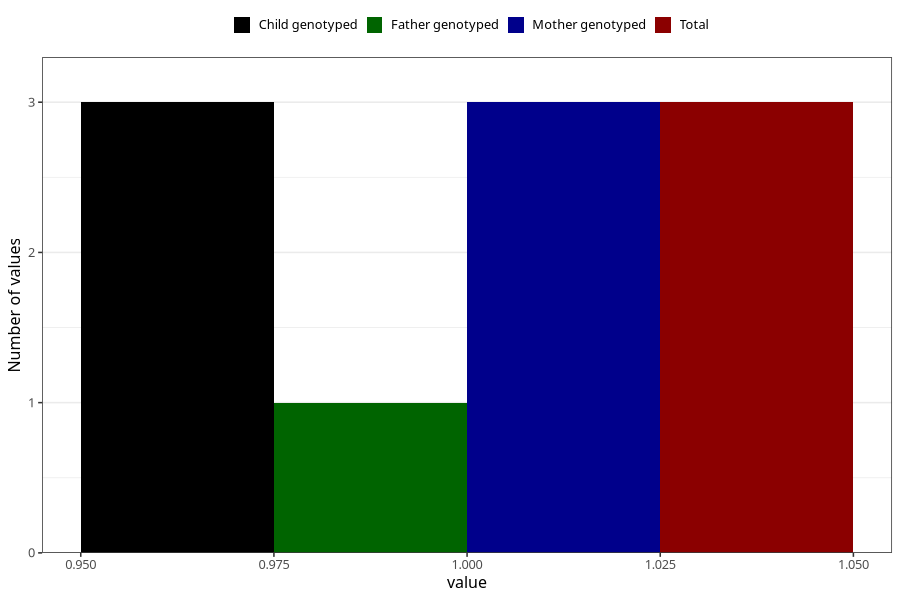 Child genotyped Father genotyped Mother genotyped Total
Number of values
3
2
1
0
0.950 0.975 1.000 1.025 1.050
value